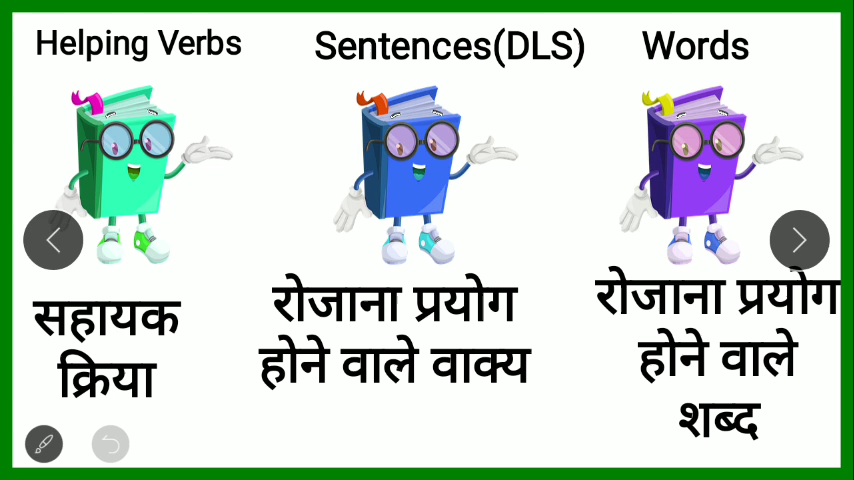 Helping Verbs
Sentences(DLS)
Words
सहायक
क्रिया
रोजाना प्रयोग
होने वाले वाक्य
रोजाना प्रयोग
होने वाले
शब्द